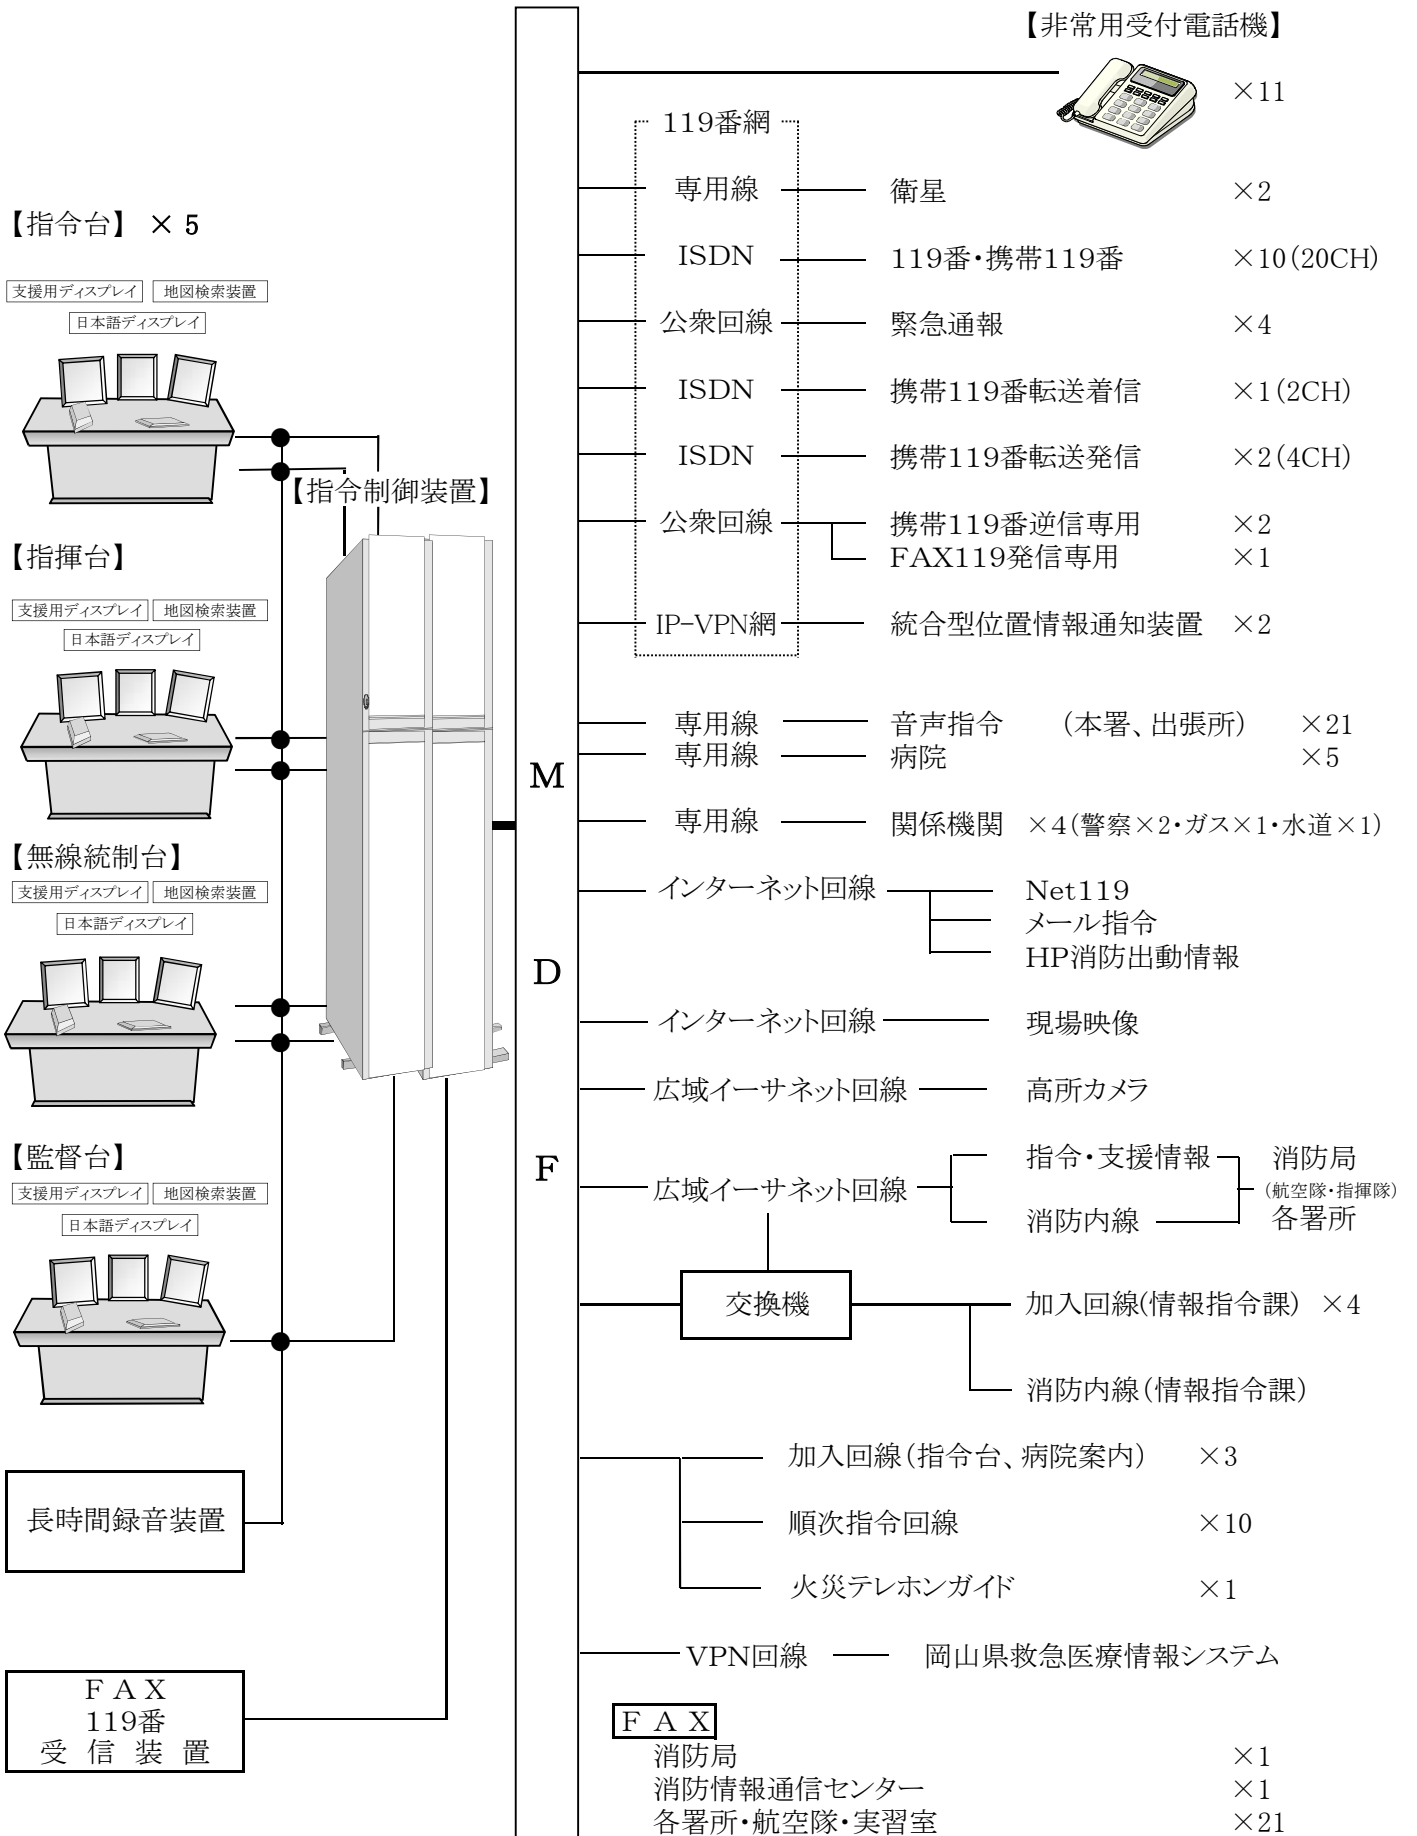 【非常用受付電話機】
×11
119番網
専用線 衛星 ×2
ISDN 119番・携帯119番 ×10(20CH)
公衆回線 緊急通報 ×4
ISDN 携帯119番転送着信 ×1(2CH)
ISDN 携帯119番転送発信 ×2(4CH)
公衆回線 携帯119番逆信専用 ×2
FAX119発信専用 ×1
IP-VPN網 統合型位置情報通知装置 ×2
【指令台】 × 5
支援用ディスプレイ 地図検索装置
日本語ディスプレイ
【指令制御装置】
【指揮台】
支援用ディスプレイ 地図検索装置
日本語ディスプレイ
【無線統制台】
支援用ディスプレイ 地図検索装置
日本語ディスプレイ
【監督台】
支援用ディスプレイ 地図検索装置
日本語ディスプレイ
長時間録音装置
FAX
119番
受信装置
M
D
F
専用線 音声指令 (本署、出張所) ×21
専用線 病院 ×5
専用線 関係機関 ×4(警察×2・ガス×1・水道×1)
インターネット回線 Net119
メール指令
HP消防出動情報
インターネット回線 現場映像
広域イーサネット回線 高所カメラ
広域イーサネット回線 指令・支援情報 消防局
(航空隊・指揮隊)
消防内線 各署所
交換機 加入回線(情報指令課) ×4
消防内線(情報指令課)
加入回線(指令台、病院案内) ×3
順次指令回線 ×10
火災テレホンガイド ×1
VPN回線 岡山県救急医療情報システム
FAX
消防局 ×1
消防情報通信センター ×1
各署所・航空隊・実習室 ×21